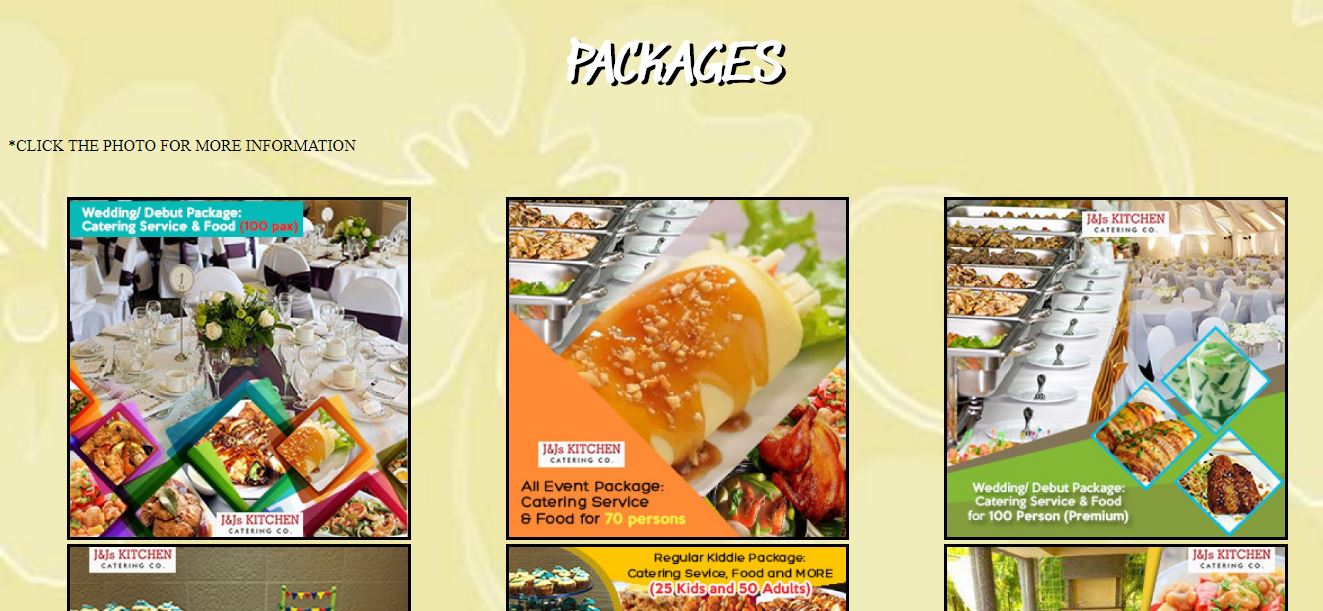 PACKAGES
*CLICK THE PHOTO FOR MORE INFORMATION
Wedding/ Debut Package:
Catering Service & Food (100 pax)
J&Js KITCHEN
CATERING CO.
J&Js KITCHEN
CATERING CO.
All Event Package:
Catering Service
& Food for 70 persons
J&Js KITCHEN
CATERING CO.
Wedding/ Debut Package:
Catering Service & Food
for 100 Person (Premium)
J&Js KITCHEN
CATERING CO.
Regular Kiddie Package:
Catering Sevice, Food and MORE
(25 Kids and 50 Adults)
J&Js KITCHEN
CATERING CO.